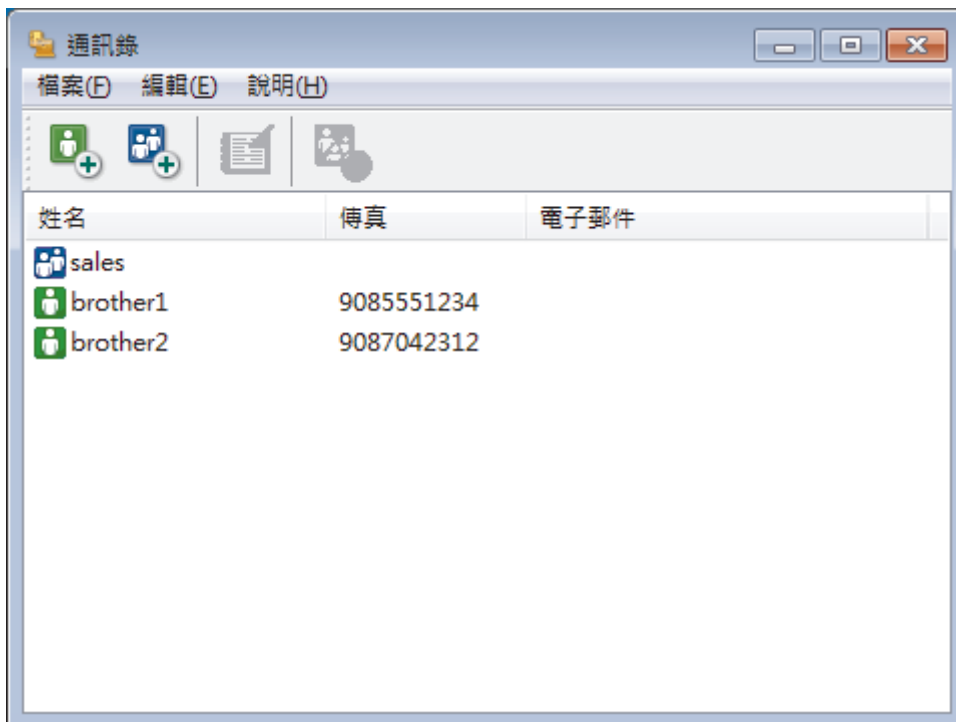 通訊錄
檔案(F) 編輯(E) 說明(H)
姓名 傳真 電子郵件
sales
brother1 9085551234
brother2 9087042312